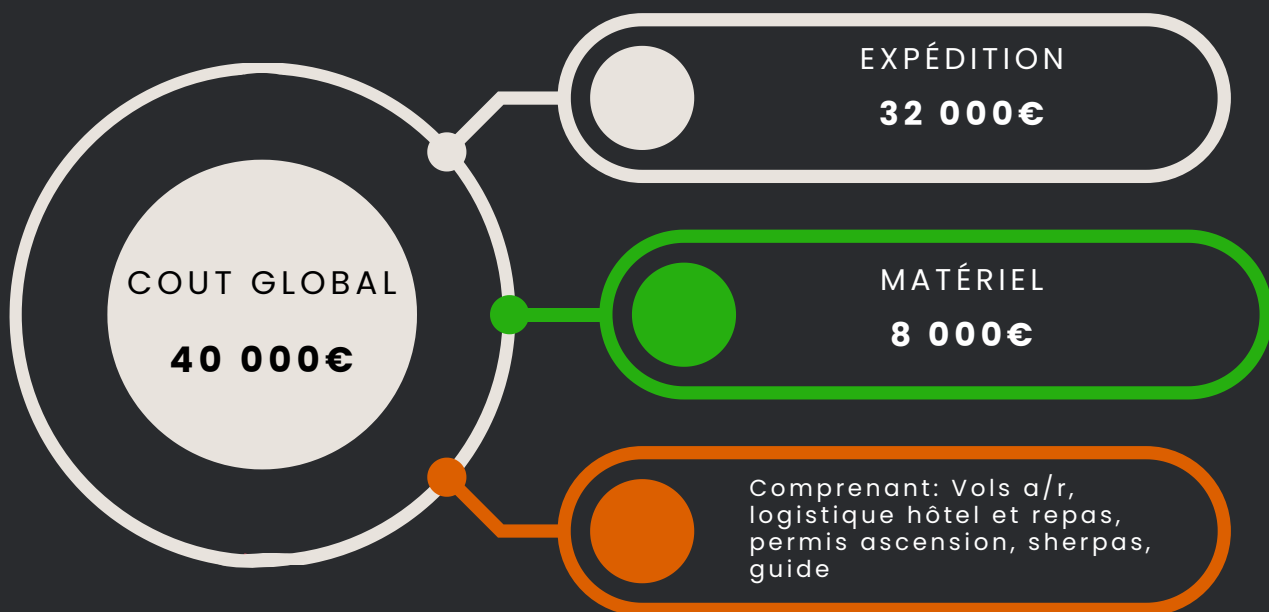 COUT GLOBAL
40 000€
EXPÉDITION
32 000€
MATÉRIEL
8 000€
Comprenant: Vols a/r,
logistique hôtel et repas,
permis ascension, sherpas,
guide